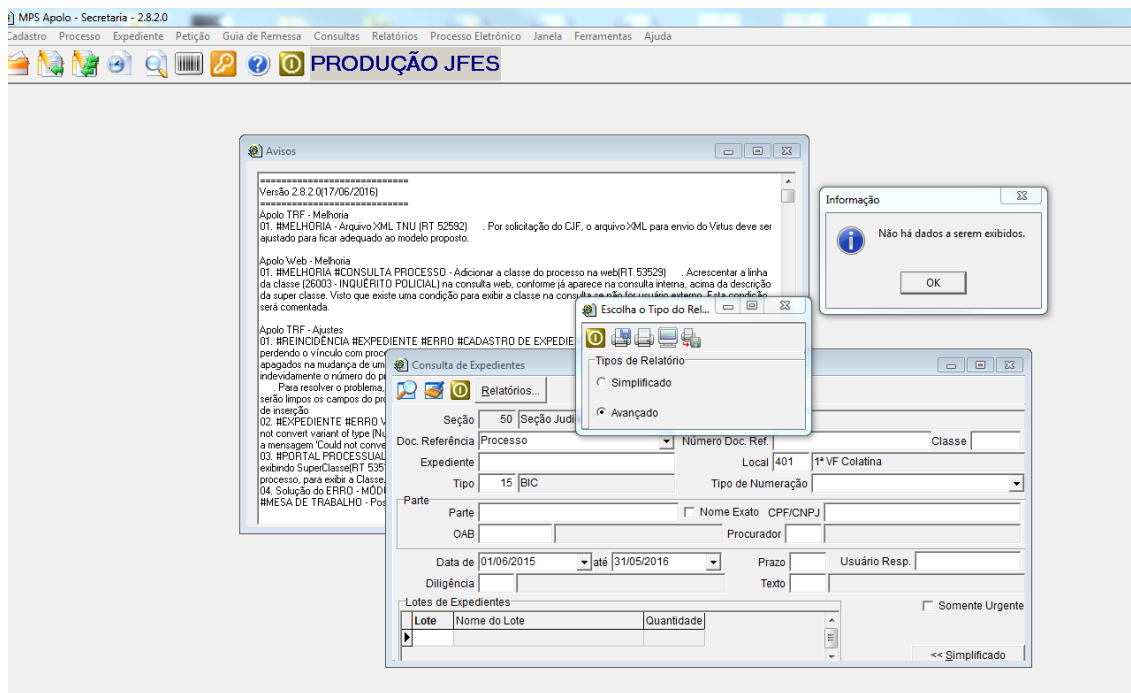 MPS Apolo - Secretaria - 2.8.2.0
Cadastro Processo Expediente Petição Guia de Remessa Consultas Relatórios Processo Eletrônico Janela Ferramentas Ajuda
PRODUÇÃO JFES
Avisos
=============================
Versão 2.8.2.0(17/06/2016)
=============================
Apolo TRF - Melhoria
01. #MELHORIA - Arquivo XML TNU (RT 52592) . Por solicitação do CJF, o arquivo XML para envio do Virtus deve ser
ajustado para ficar adequado ao modelo proposto.
Apolo Web - Melhoria
01. #MELHORIA #CONSULTA PROCESSO - Adicionar a classe do processo na web(RT 53529) . Acrescentar a linha
da classe (26003 - INQUÉRITO POLICIAL) na consulta web, conforme já aparece na consulta interna, acima da descrição
da super classe. Visto que existe uma condição para exibir a classe na consulta se não for usuário externo. Esta condição
será comentada.
Apolo TRF - Ajustes
01. #REINCIDÊNCIA #EXPEDIENTE #ERRO #CADASTRO DE EXPEDIE
perdendo o vínculo com proc
apagados na mudança de um
indevidamente o número do p
. Para resolver o problema,
serão limpos os campos do pro
de inserção
02. #EXPEDIENTE #ERRO V
not convert variant of type (Nu
a mensagem 'Could not conve
03. #PORTAL PROCESSUAL
exibindo SuperClasse(RT 535
processo, para exibir a Classe.
04. Solução do ERRO - MÓD
#MESA DE TRABALHO - Pos
Informação
Não há dados a serem exibidos.
OK
Escolha o Tipo do Rel...
Tipos de Relatório
Simplificado
Avançado
Consulta de Expedientes
Relatórios...
Seção 50 Seção Judi
Doc. Referência Processo Número Doc. Ref. Classe
Expediente Local 401 1ª VF Colatina
Tipo 15 BIC Tipo de Numeração
Parte
Parte Nome Exato CPF/CNPJ
OAB Procurador
Data de 01/06/2015 até 31/05/2016 Prazo Usuário Resp.
Diligência Texto
Lotes de Expedientes Somente Urgente
Lote Nome do Lote Quantidade
<< Simplificado